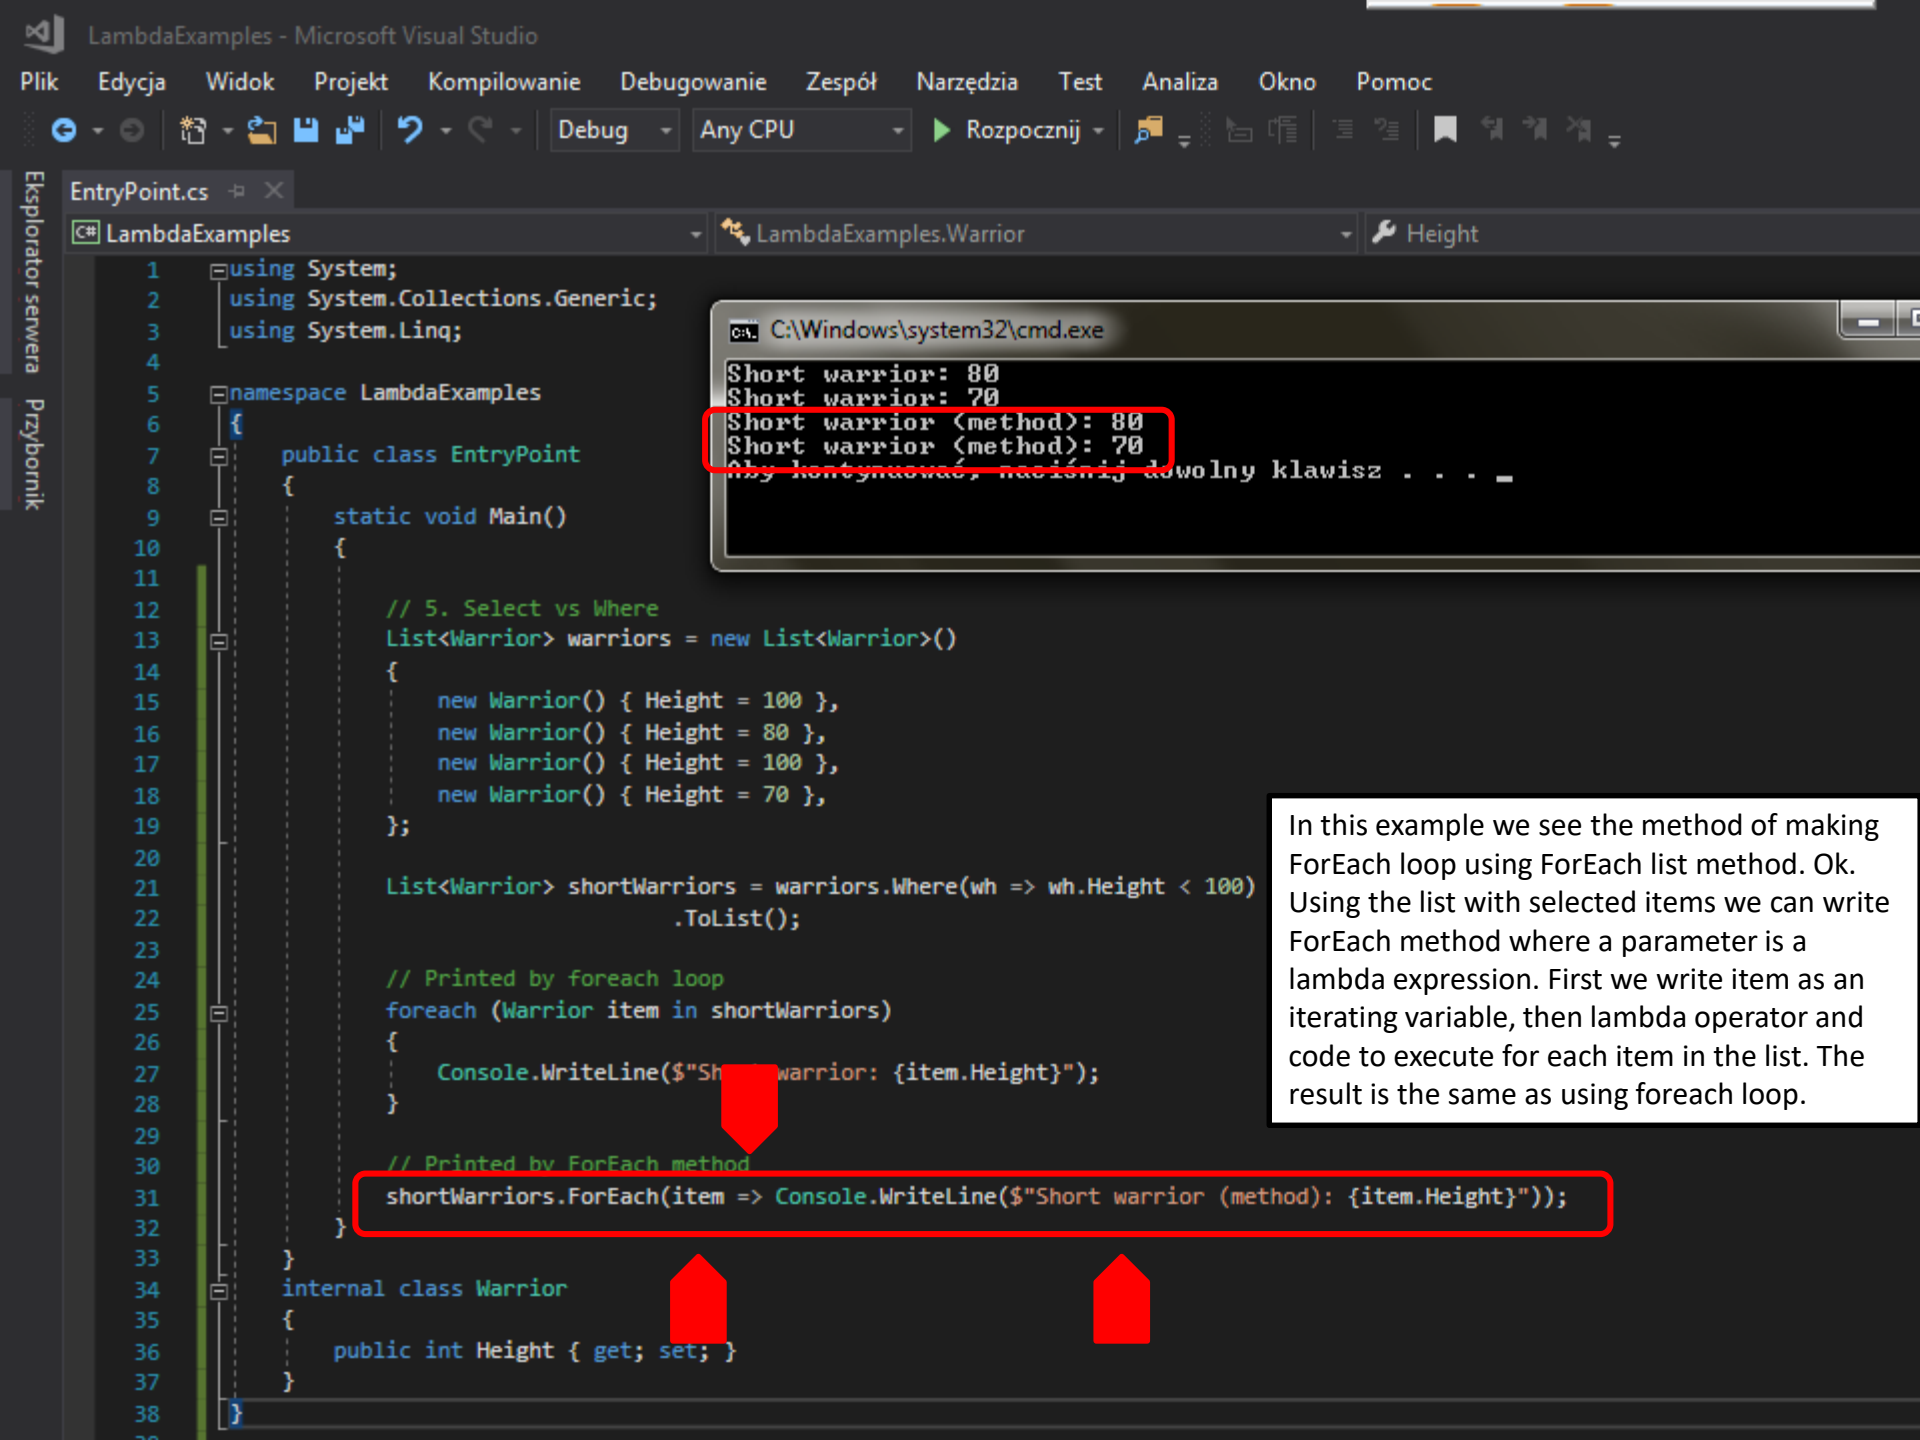 LambdaExamples - Microsoft Visual Studio
Plik Edycja Widok Projekt Kompilowanie Debugowanie Zespół Narzędzia Test Analiza Okno Pomoc
Debug Any CPU Rozpocznij
Eksplorator serwera
Przybornik
EntryPoint.cs
C# LambdaExamples LambdaExamples.Warrior Height
1 using System;
2 using System.Collections.Generic;
3 using System.Linq;
4
5 namespace LambdaExamples
6 {
7 public class EntryPoint
8 {
9 static void Main()
10 {
11
12 // 5. Select vs Where
13 List<Warrior> warriors = new List<Warrior>()
14 {
15 new Warrior() { Height = 100 },
16 new Warrior() { Height = 80 },
17 new Warrior() { Height = 100 },
18 new Warrior() { Height = 70 },
19 };
20
21 List<Warrior> shortWarriors = warriors.Where(wh => wh.Height < 100)
22 .ToList();
23
24 // Printed by foreach loop
25 foreach (Warrior item in shortWarriors)
26 {
27 Console.WriteLine($"Sh warrior: {item.Height}");
28 }
29
30 // Printed by ForEach method
31 shortWarriors.ForEach(item => Console.WriteLine($"Short warrior (method): {item.Height}"));
32 }
33 }
34 internal class Warrior
35 {
36 public int Height { get; set; }
37 }
38 }
C:\Windows\system32\cmd.exe
Short warrior: 80
Short warrior: 70
Short warrior (method): 80
Short warrior (method): 70
Aby kontynuować, naciśnij dowolny klawisz . . . _
In this example we see the method of making
ForEach loop using ForEach list method. Ok.
Using the list with selected items we can write
ForEach method where a parameter is a
lambda expression. First we write item as an
iterating variable, then lambda operator and
code to execute for each item in the list. The
result is the same as using foreach loop.